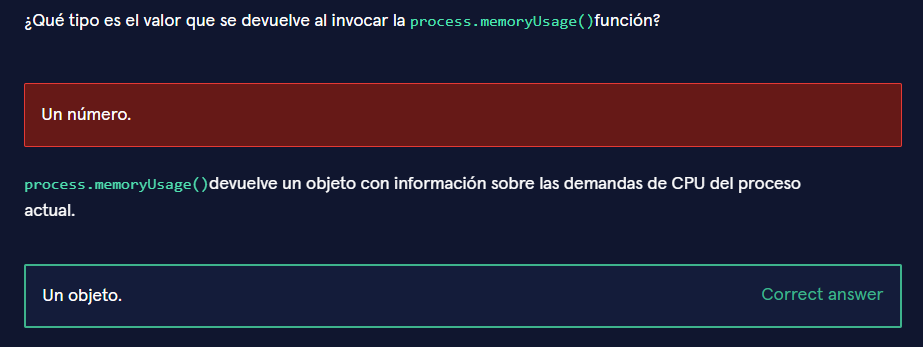 ¿Qué tipo es el valor que se devuelve al invocar la process.memoryUsage()función?
Un número.
process.memoryUsage()devuelve un objeto con información sobre las demandas de CPU del proceso
actual.
Un objeto. Correct answer